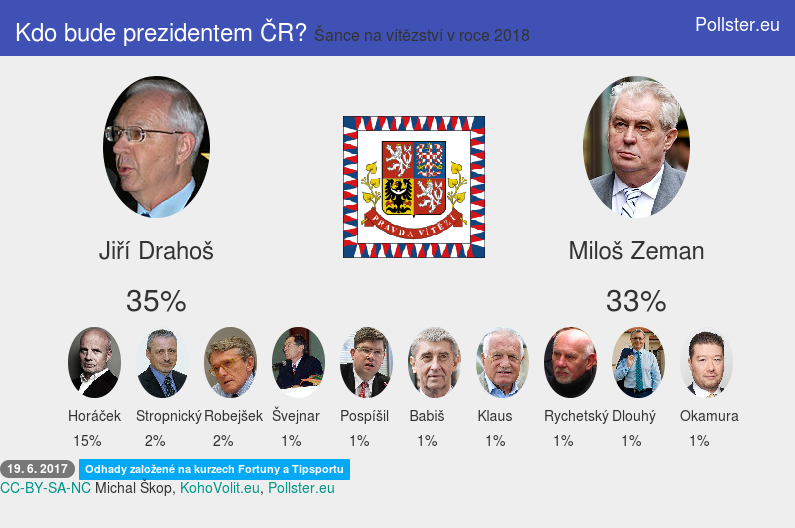 Kdo bude prezidentem ČR? Šance na vítězství v roce 2018
Pollster.eu
PRAVDA VÍTĚZÍ
Jiří Drahoš
Miloš Zeman
35%
33%
Horáček Stropnický Robejšek Švejnar Pospíšil Babiš Klaus Rychetský Dlouhý Okamura
15% 2% 2% 1% 1% 1% 1% 1% 1% 1%
19. 6. 2017 Odhady založené na kurzech Fortuny a Tipsportu
CC-BY-SA-NC Michal Škop, KohoVolit.eu, Pollster.eu